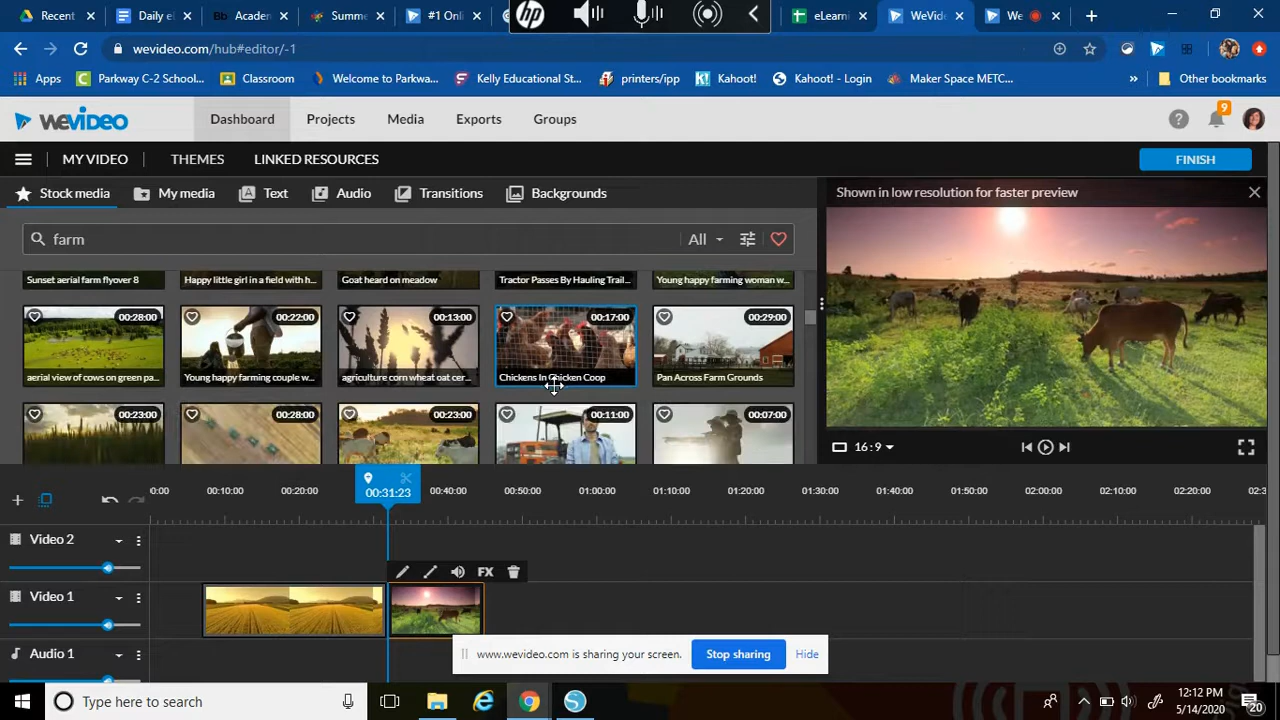 Recent
Daily el
Bb Acaden
Summe
#1 Onli
eLearni
WeVide
We
wevideo.com/hub#editor/-1
Apps Parkway C-2 School... Classroom Welcome to Parkwa... Kelly Educational St... printers/ipp Kahoot! Kahoot! - Login Maker Space METC... » Other bookmarks
wevideo Dashboard Projects Media Exports Groups 9
MY VIDEO THEMES LINKED RESOURCES FINISH
Stock media My media Text Audio Transitions Backgrounds
Shown in low resolution for faster preview
farm All
Sunset aerial farm flyover 8 Happy little girl in a field with h... Goat heard on meadow Tractor Passes By Hauling Trail... Young happy farming woman w...
00:28:00 00:22:00 00:13:00 00:17:00 00:29:00
aerial view of cows on green pa... Young happy farming couple w... agriculture corn wheat oat cer... Chickens In Chicken Coop Pan Across Farm Grounds
00:23:00 00:28:00 00:23:00 00:11:00 00:07:00
16:9
00:31:23
0:00 00:10:00 00:20:00 00:40:00 00:50:00 01:00:00 01:10:00 01:20:00 01:30:00 01:40:00 01:50:00 02:00:00 02:10:00 02:20:00 02:3
Video 2
FX
Video 1
Audio 1
www.wevideo.com is sharing your screen. Stop sharing Hide
Type here to search
12:12 PM
5/14/2020
20